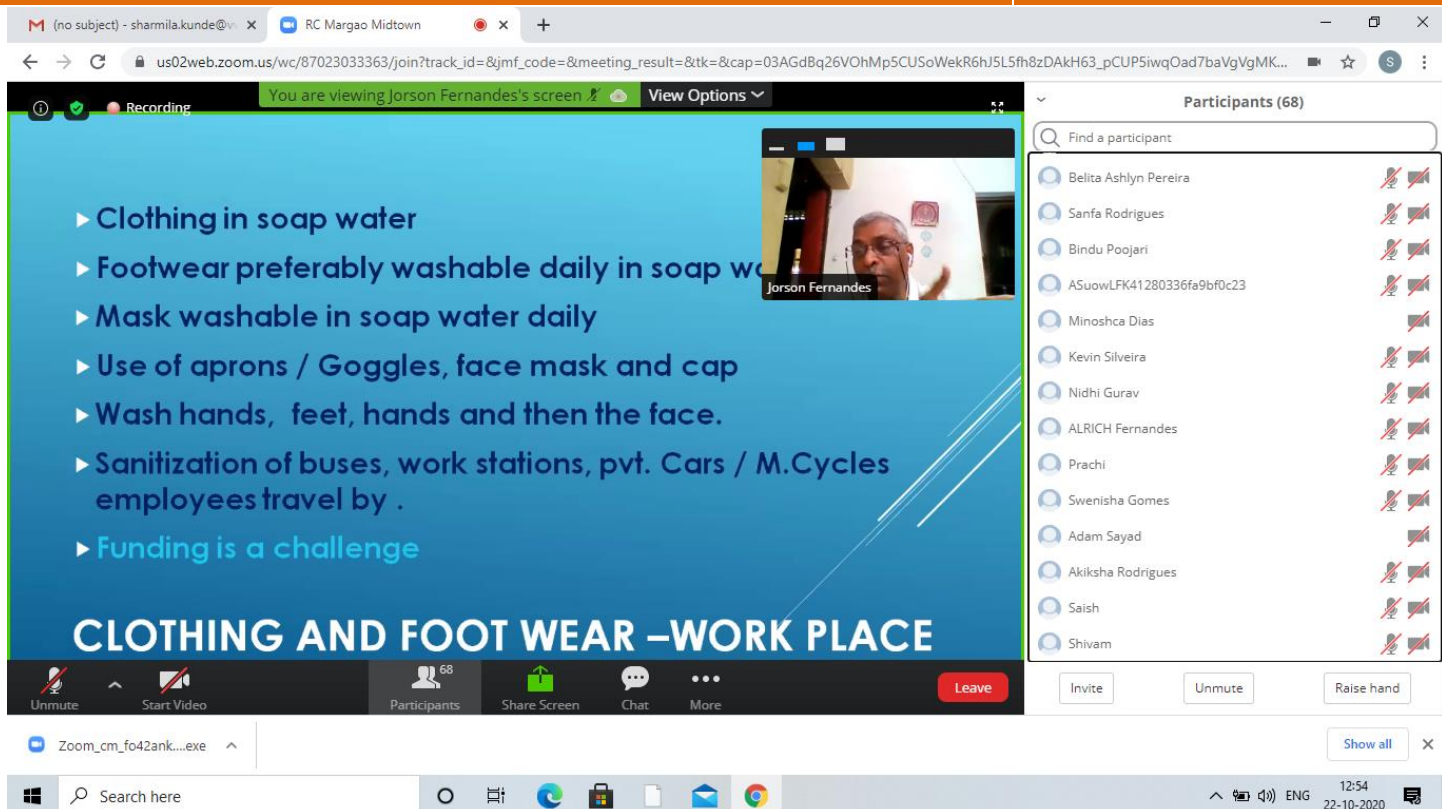 (no subject) - sharmila.kunde@v
RC Margao Midtown
us02web.zoom.us/wc/87023033363/join?track_id=&jmf_code=&meeting_result=&tk=&cap=03AGdBq26VOhMp5CUSoWekR6hJ5L5fh8zDAkH63_pCUP5iwqOad7baVgVgMK...
S
Recording
You are viewing Jorson Fernandes's screen
View Options
Clothing in soap water
Footwear preferably washable daily in soap wa
Jorson Fernandes
Mask washable in soap water daily
Use of aprons / Goggles, face mask and cap
Wash hands, feet, hands and then the face.
Sanitization of buses, work stations, pvt. Cars / M.Cycles
employees travel by .
Funding is a challenge
CLOTHING AND FOOT WEAR –WORK PLACE
Participants (68)
Find a participant
Belita Ashlyn Pereira
Sanfa Rodrigues
Bindu Poojari
ASuowLFK41280336fa9bf0c23
Minoshca Dias
Kevin Silveira
Nidhi Gurav
ALRICH Fernandes
Prachi
Swenisha Gomes
Adam Sayad
Akiksha Rodrigues
Saish
Shivam
Unmute
Start Video
68
Participants
Share Screen
Chat
More
Leave
Invite
Unmute
Raise hand
Zoom_cm_fo42ank....exe
Show all
Search here
ENG
12:54
22-10-2020